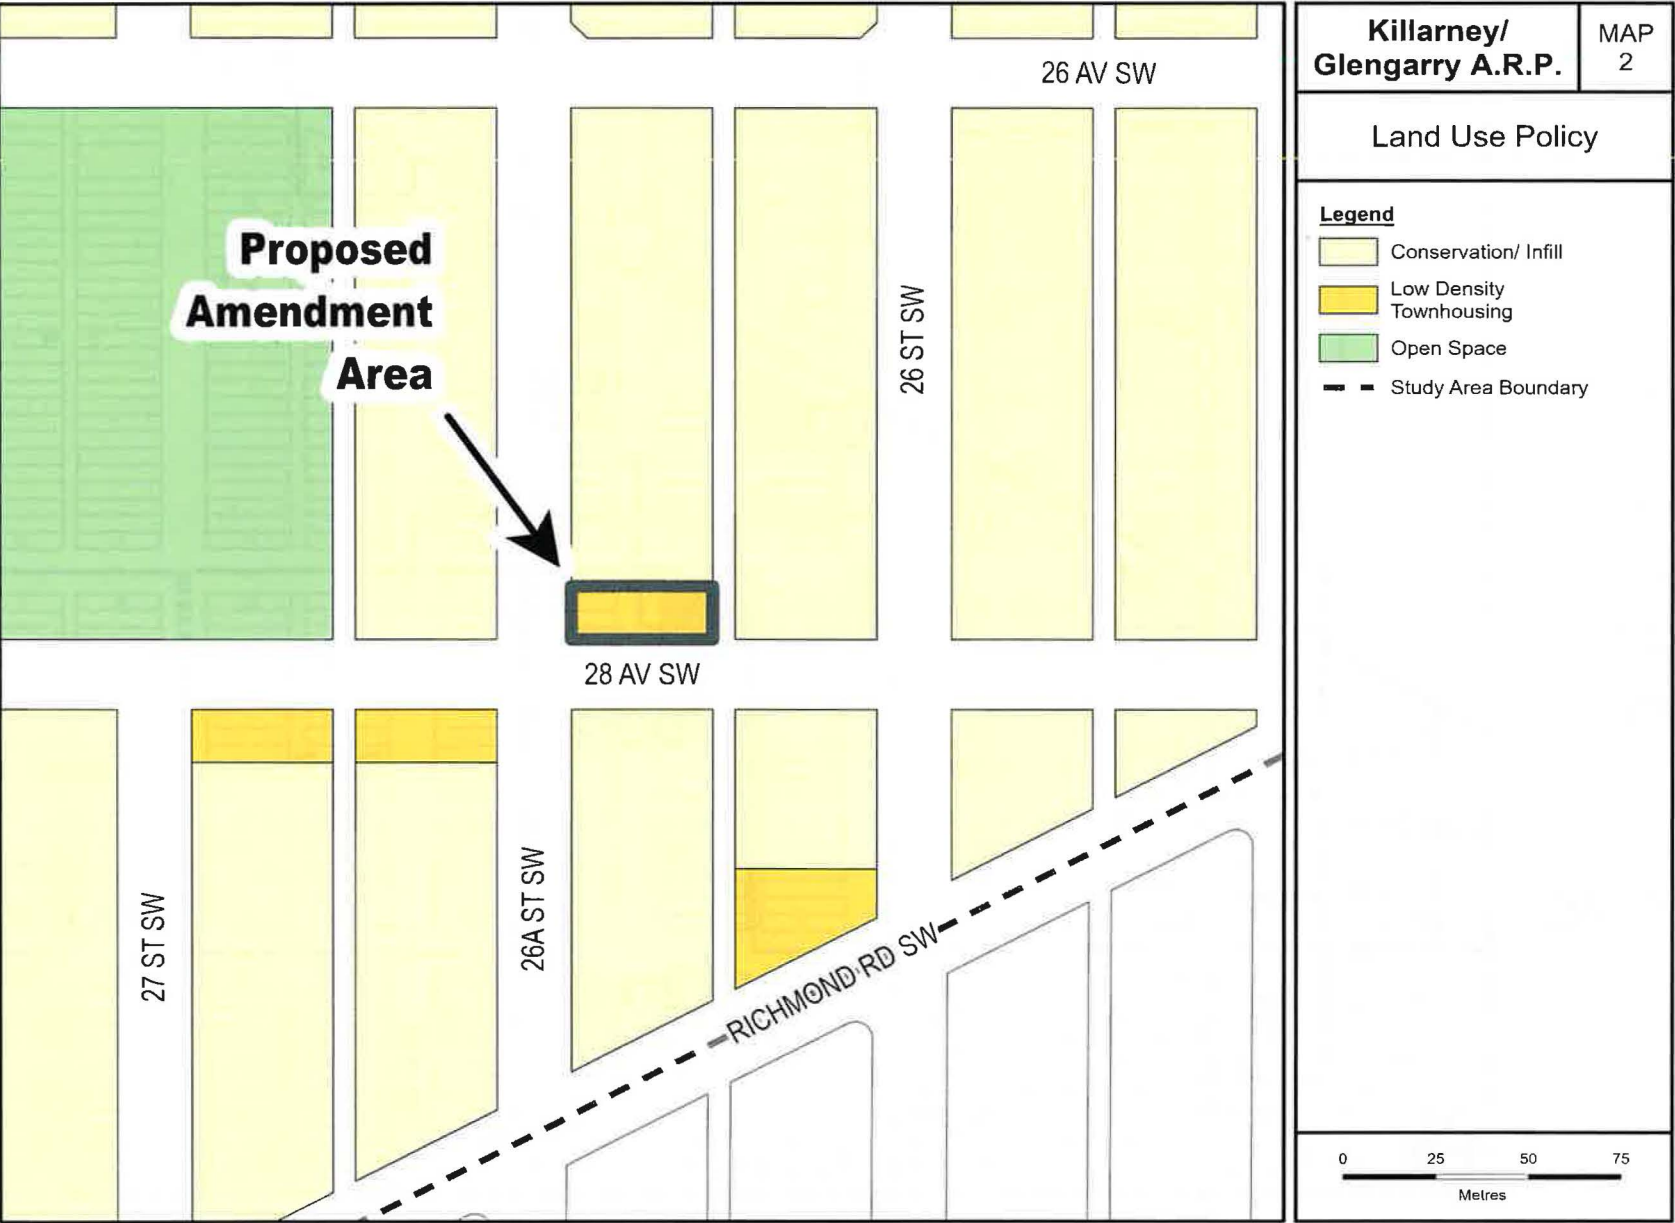 26 AV SW
Proposed
Amendment
Area
26 ST SW
28 AV SW
27 ST SW
26A ST SW
RICHMOND RD SW
Killarney/
Glengarry A.R.P.
MAP
2
Land Use Policy
Legend
Conservation/ Infill
Low Density
Townhousing
Open Space
Study Area Boundary
0 25 50 75
Metres